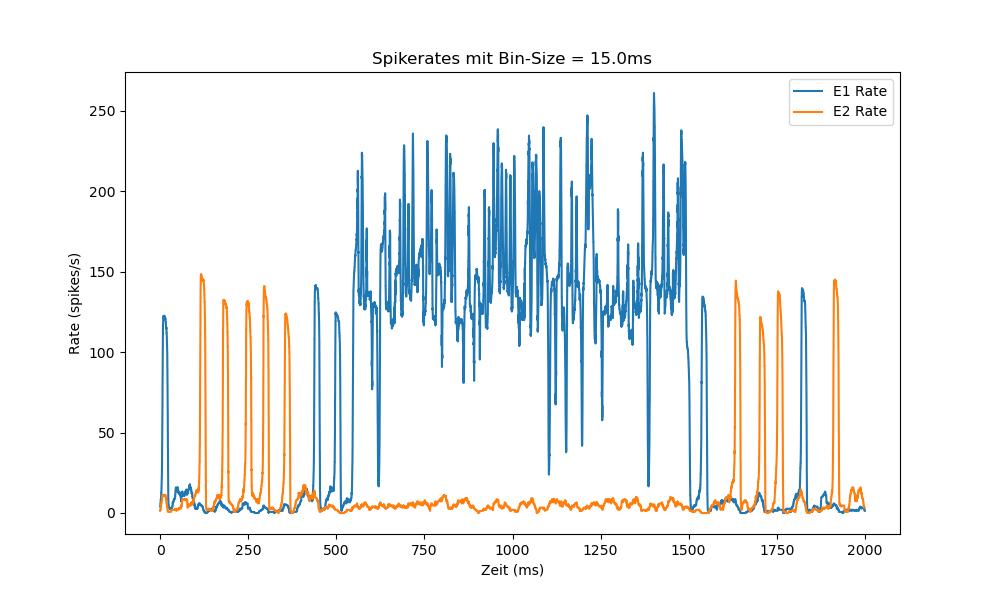 Spikerates mit Bin-Size = 15.0ms
E1 Rate
E2 Rate
Rate (spikes/s)
250
200
150
100
50
0
0 250 500 750 1000 1250 1500 1750 2000
Zeit (ms)